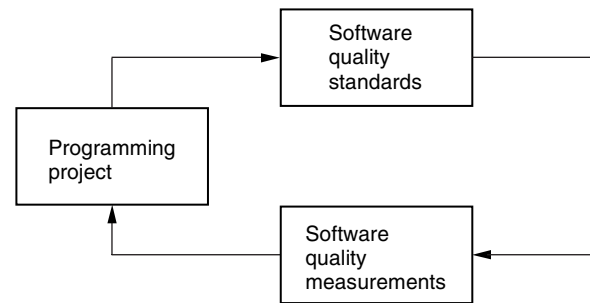 Software
quality
standards
Programming
project
Software
quality
measurements